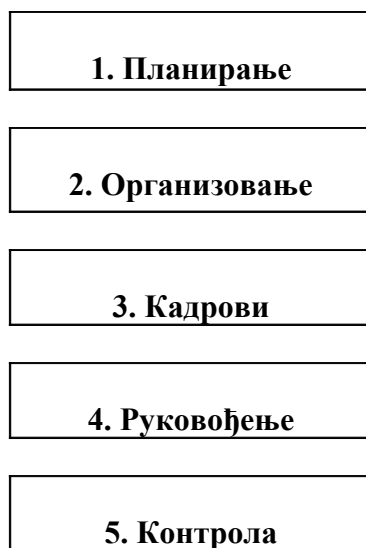 1. Планирање
2. Организовање
3. Кадрови
4. Руковођење
5. Контрола